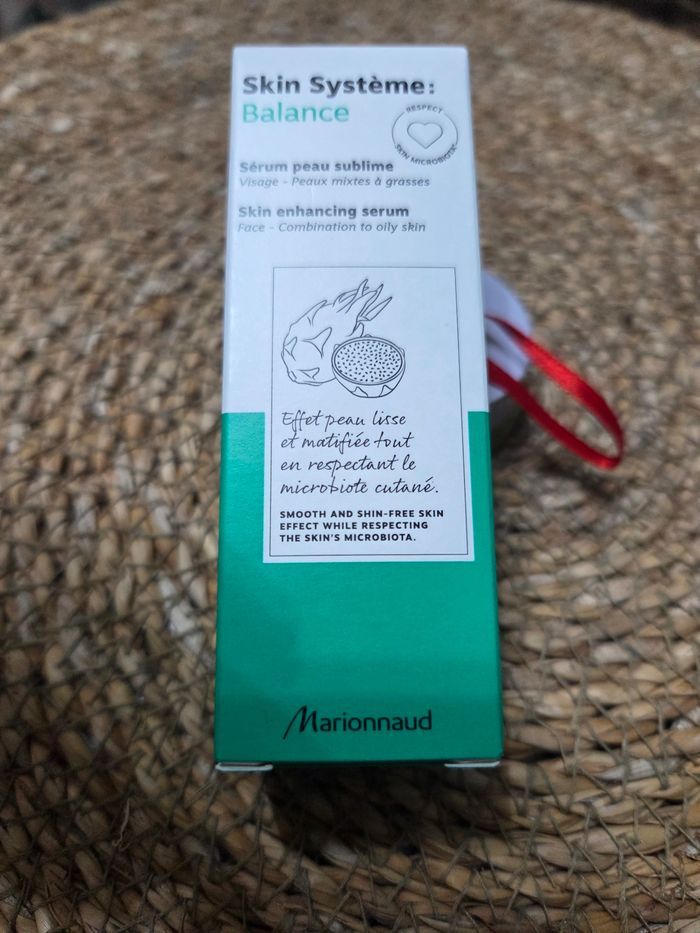 Skin Système:
Balance
RESPECT
SKIN MICROBIOTA
Sérum peau sublime
Visage - Peaux mixtes à grasses
Skin enhancing serum
Face - Combination to oily skin
Effet peau lisse
et matifiée tout
en respectant le
microbiote cutané.
SMOOTH AND SHIN-FREE SKIN
EFFECT WHILE RESPECTING
THE SKIN'S MICROBIOTA.
Marionnaud